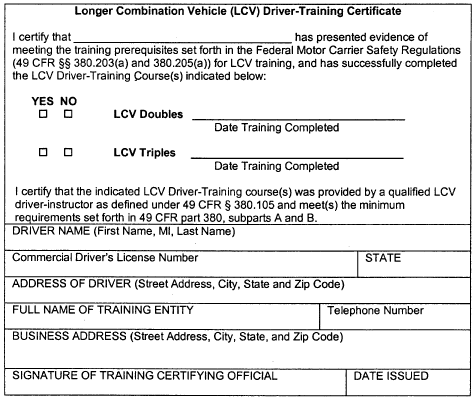 Longer Combination Vehicle (LCV) Driver-Training Certificate
I certify that ______________________________ has presented evidence of
meeting the training prerequisites set forth in the Federal Motor Carrier Safety Regulations
(49 CFR §§ 380.203(a) and 380.205(a)) for LCV training, and has successfully completed
the LCV Driver-Training Course(s) indicated below:
YES NO
☐ ☐ LCV Doubles ______________________________
Date Training Completed
☐ ☐ LCV Triples ______________________________
Date Training Completed
I certify that the indicated LCV Driver-Training course(s) was provided by a qualified LCV
driver-instructor as defined under 49 CFR § 380.105 and meet(s) the minimum
requirements set forth in 49 CFR part 380, subparts A and B.
DRIVER NAME (First Name, MI, Last Name)
Commercial Driver's License Number STATE
ADDRESS OF DRIVER (Street Address, City, State and Zip Code)
FULL NAME OF TRAINING ENTITY Telephone Number
BUSINESS ADDRESS (Street Address, City, State, and Zip Code)
SIGNATURE OF TRAINING CERTIFYING OFFICIAL DATE ISSUED